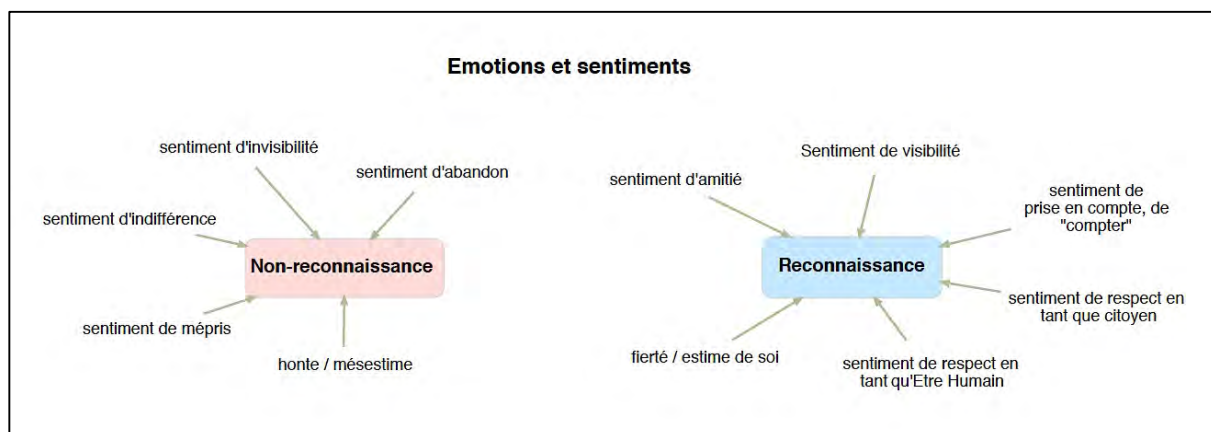 Emotions et sentiments
sentiment d'invisibilité
sentiment d'abandon
sentiment d'indifférence
Non-reconnaissance
sentiment de mépris
honte / mésestime
Sentiment de visibilité
sentiment d'amitié
sentiment de
prise en compte, de
"compter"
Reconnaissance
sentiment de respect en
tant que citoyen
fierté / estime de soi
sentiment de respect en
tant qu'Etre Humain